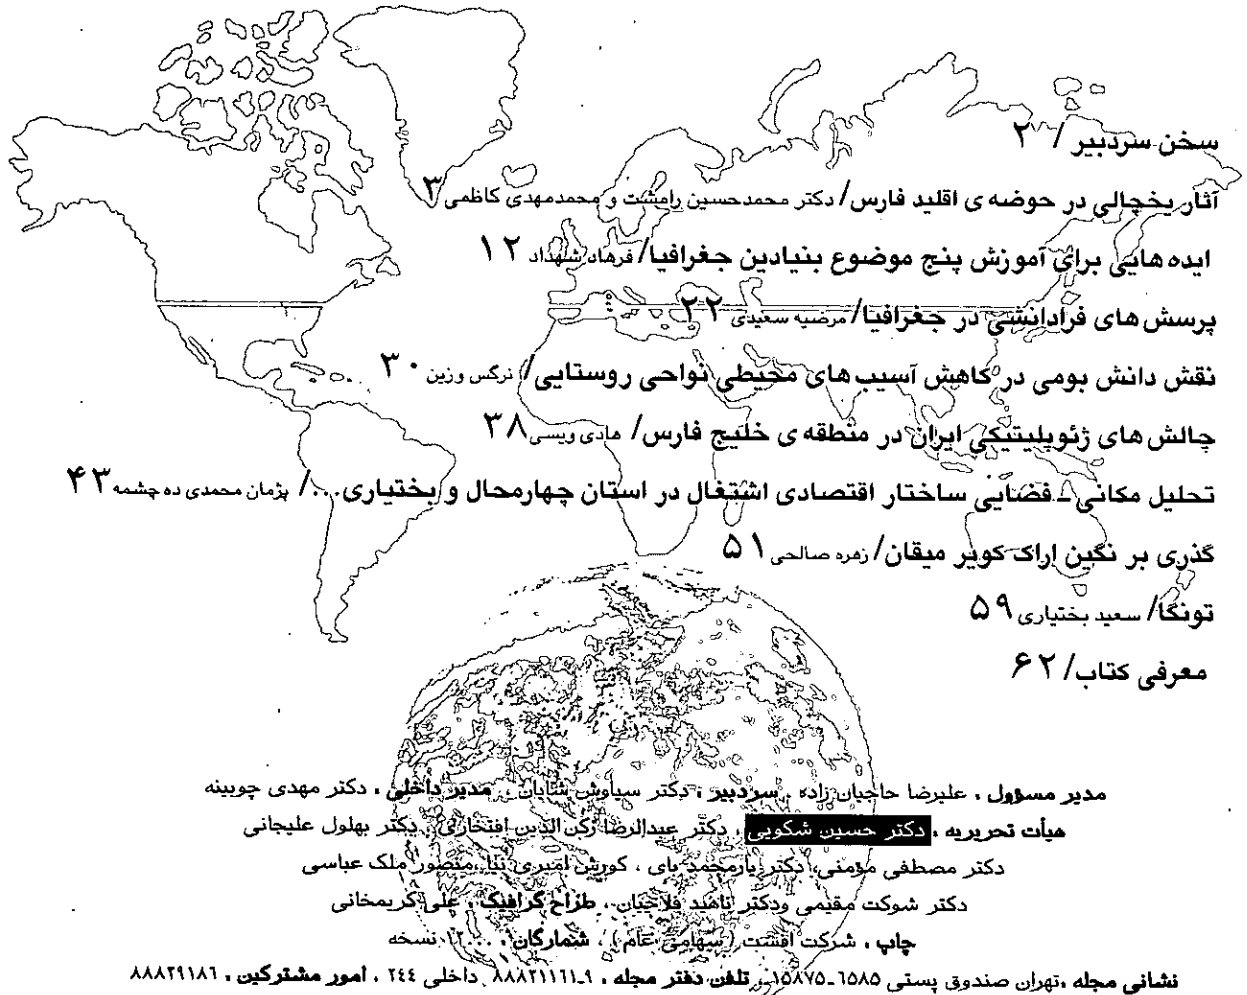 سخن سردبیر / ۲
آثار یخچالی در حوضه ی اقلید فارس/ دکتر محمدحسین رامشت و محمدمهدی کاظمی ۳
ایده هایی برای آموزش پنج موضوع بنیادین جغرافیا/ فرهاد شهداد ۱۲
پرسش های فرادانشی در جغرافیا/ مرضیه سعیدی ۲۲
نقش دانش بومی در کاهش آسیب های محیطی نواحی روستایی/ نرگس وزین ۳۰
چالش های ژئوپلیتیکی ایران در منطقه ی خلیج فارس/ هادی ویسی ۳۸
تحلیل مکانی ـ فضایی ساختار اقتصادی اشتغال در استان چهارمحال و بختیاری.../ پژمان محمدی ده چشمه ۴۳
گذری بر نگین اراک کویر میقان/ زهره صالحی ۵۱
تونگا/ سعید بختیاری ۵۹
معرفی کتاب/ ۶۲
مدیر مسؤول ، علیرضا حاجیان زاده ، سردبیر ، دکتر سیاوش شایان ، مدیر داخلی ، دکتر مهدی چوبینه
هیأت تحریریه ، دکتر حسین شکویی ، دکتر عبدالرضا رکن الدین افتخاری ، دکتر بهلول علیجانی
دکتر مصطفی مؤمنی، دکتر یارمحمد بای ، کورش امیری نیا، منصور ملک عباسی
دکتر شوکت مقیمی ودکتر ناهید فلاحیان ، طراح گرافیک ، علی کریمخانی
چاپ ، شرکت افست (سهامی عام) ، شمارگان ، نسخه
نشانی مجله ،تهران صندوق پستی ٦٥٨٥ـ١٥٨٧٥ ، تلفن دفتر مجله ، ٩ـ٨٨٨٣١١٦١ داخلی ٢٤٤ ، امور مشترکین ، ٨٨٨٣٩١٨٦